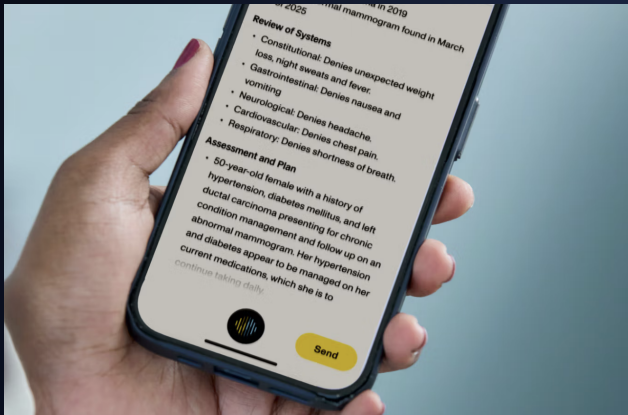 in 2019
mammogram found in March
2025
Review of Systems
• Constitutional: Denies unexpected weight
loss, night sweats and fever.
• Gastrointestinal: Denies nausea and
vomiting
• Neurological: Denies headache.
• Cardiovascular: Denies chest pain.
• Respiratory: Denies shortness of breath.
Assessment and Plan
• 50-year-old female with a history of
hypertension, diabetes mellitus, and left
ductal carcinoma presenting for chronic
condition management and follow up on an
abnormal mammogram. Her hypertension
and diabetes appear to be managed on her
current medications, which she is to
continue taking daily.
Send